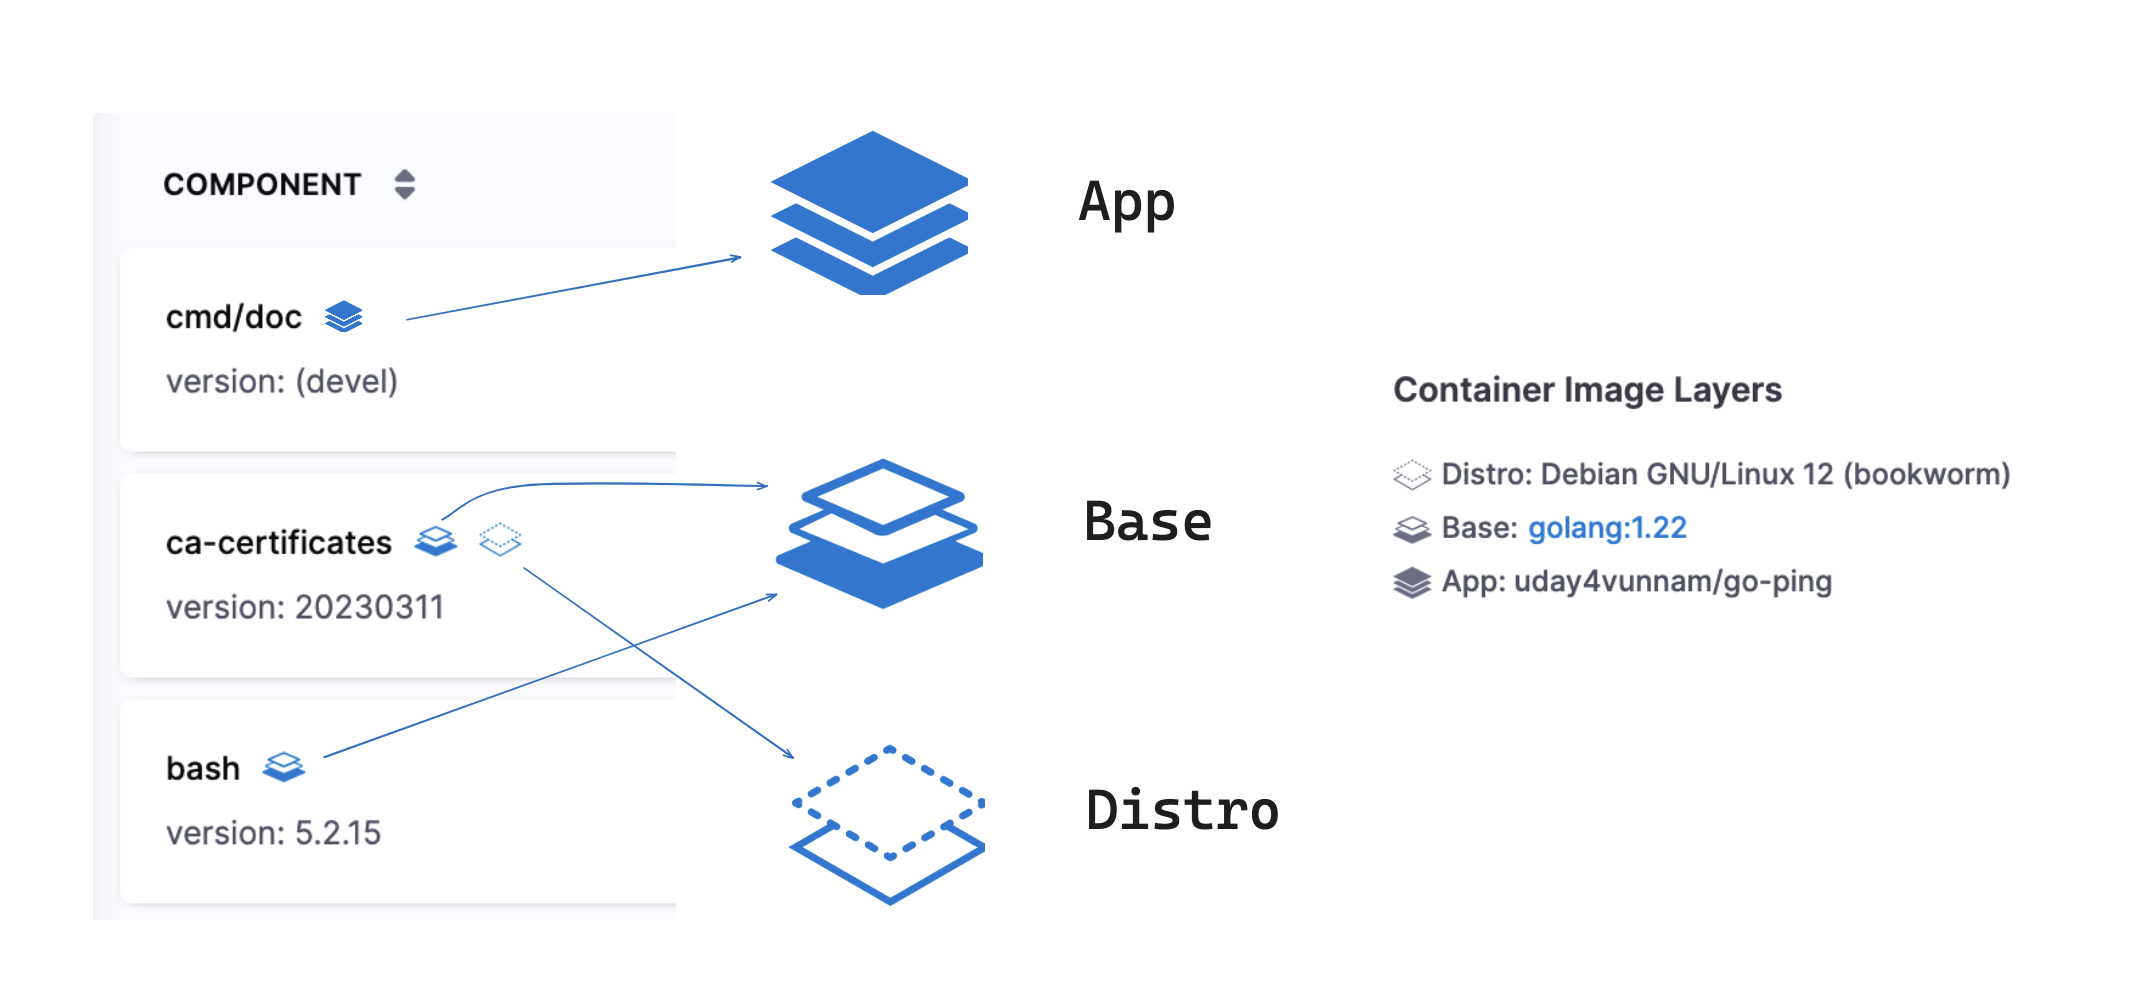 COMPONENT
cmd/doc
version: (devel)
ca-certificates
version: 20230311
bash
version: 5.2.15
App
Base
Distro
Container Image Layers
Distro: Debian GNU/Linux 12 (bookworm)
Base: golang:1.22
App: uday4vunnam/go-ping